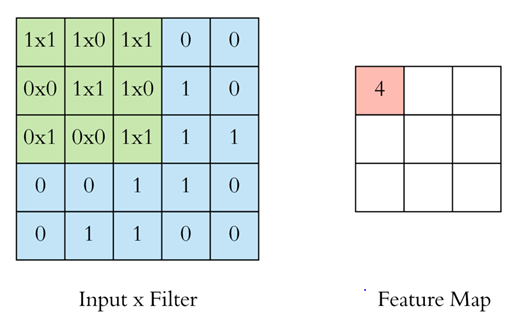 1x1 1x0 1x1 0 0
0x0 1x1 1x0 1 0
4
0x1 0x0 1x1 1 1
0 0 1 1 0
0 1 1 0 0
Input x Filter
Feature Map